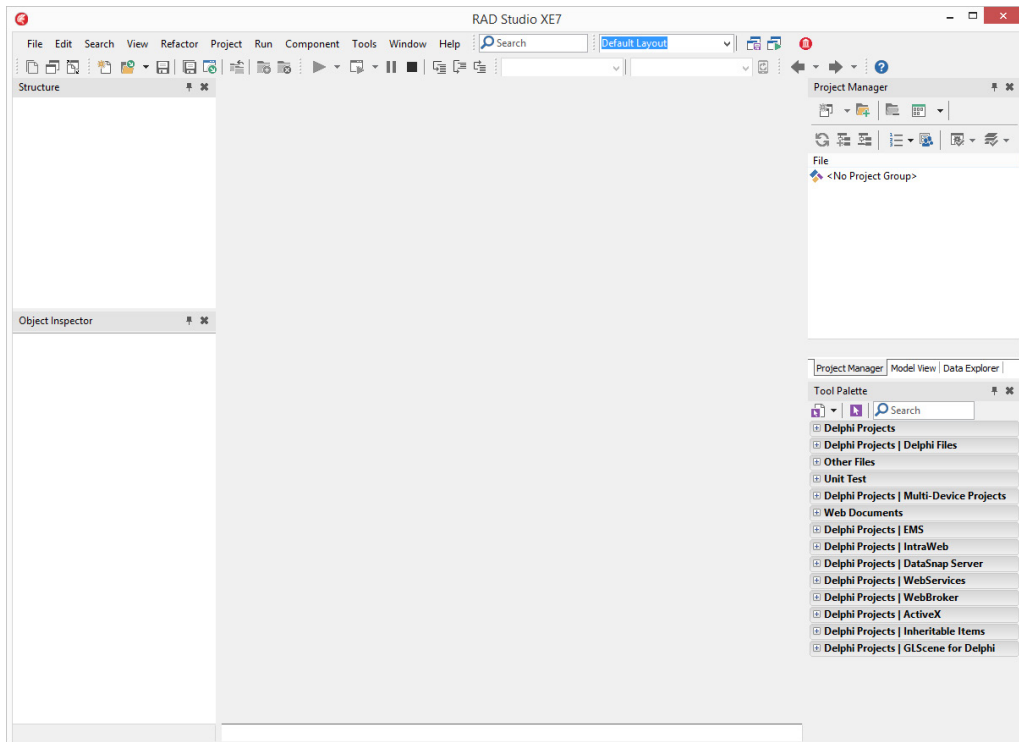 RAD Studio XE7
File Edit Search View Refactor Project Run Component Tools Window Help Search Default Layout
Structure
Object Inspector
Project Manager
File
<No Project Group>
Project Manager Model View Data Explorer
Tool Palette
Search
Delphi Projects
Delphi Projects | Delphi Files
Other Files
Unit Test
Delphi Projects | Multi-Device Projects
Web Documents
Delphi Projects | EMS
Delphi Projects | IntraWeb
Delphi Projects | DataSnap Server
Delphi Projects | WebServices
Delphi Projects | WebBroker
Delphi Projects | ActiveX
Delphi Projects | Inheritable Items
Delphi Projects | GLScene for Delphi